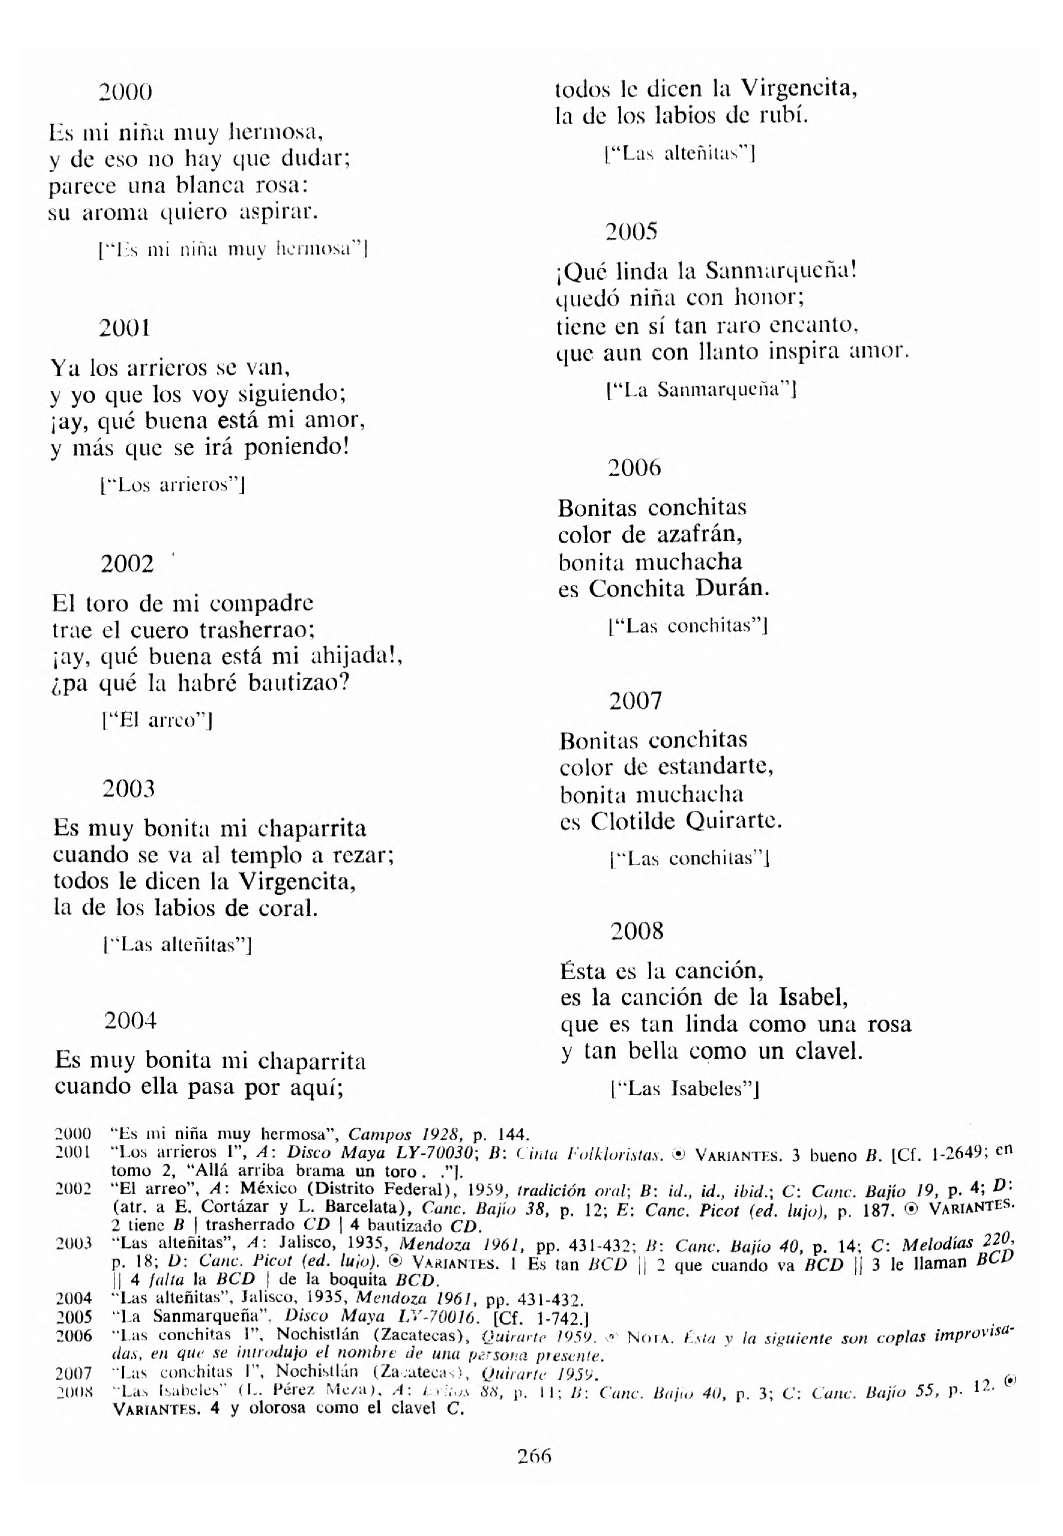 2000
Es mi niña muy hermosa,
y de eso no hay que dudar;
parece una blanca rosa:
su aroma quiero aspirar.
[“Es mi niña muy hermosa”]
2001
Ya los arrieros se van,
y yo que los voy siguiendo;
¡ay, qué buena está mi amor,
y más que se irá poniendo!
[“Los arrieros”]
2002
El toro de mi compadre
trae el cuero trasherrao;
¡ay, qué buena está mi ahijada!,
¿pa qué la habré bautizao?
[“El arreo”]
2003
Es muy bonita mi chaparrita
cuando se va al templo a rezar;
todos le dicen la Virgencita,
la de los labios de coral.
[“Las alteñitas”]
2004
Es muy bonita mi chaparrita
cuando ella pasa por aquí;
todos le dicen la Virgencita,
la de los labios de rubí.
[“Las alteñitas”]
2005
¡Qué linda la Sanmarqueña!
quedó niña con honor;
tiene en sí tan raro encanto,
que aun con llanto inspira amor.
[“La Sanmarqueña”]
2006
Bonitas conchitas
color de azafrán,
bonita muchacha
es Conchita Durán.
[“Las conchitas”]
2007
Bonitas conchitas
color de estandarte,
bonita muchacha
es Clotilde Quirarte.
[“Las conchitas”]
2008
Ésta es la canción,
es la canción de la Isabel,
que es tan linda como una rosa
y tan bella como un clavel.
[“Las Isabeles”]
2000 “Es mi niña muy hermosa”, Campos 1928, p. 144.
2001 “Los arrieros I”, A: Disco Maya LY-70030; B: Cinta Folkloristas. ⊙ VARIANTES. 3 bueno B. [Cf. 1-2649; en
tomo 2, “Allá arriba brama un toro. . .”].
2002 “El arreo”, A: México (Distrito Federal), 1959, tradición oral; B: id., id., ibid.; C: Canc. Bajío 19, p. 4; D:
(atr. a E. Cortázar y L. Barcelata), Canc. Bajío 38, p. 12; E: Canc. Picot (ed. lujo), p. 187. ⊙ VARIANTES.
2 tiene B | trasherrado CD | 4 bautizado CD.
2003 “Las alteñitas”, A: Jalisco, 1935, Mendoza 1961, pp. 431-432; B: Canc. Bajío 40, p. 14; C: Melodías 220,
p. 18; D: Canc. Picot (ed. lujo). ⊙ VARIANTES. 1 Es tan BCD || 2 que cuando va BCD || 3 le llaman BCD
|| 4 falta la BCD | de la boquita BCD.
2004 “Las alteñitas”, Jalisco, 1935, Mendoza 1961, pp. 431-432.
2005 “La Sanmarqueña”, Disco Maya LY-70016. [Cf. 1-742.]
2006 “Las conchitas I”, Nochistlán (Zacatecas), Quirarte 1959. ⊙ NOTA. Ésta y la siguiente son coplas improvisa-
das, en que se introdujo el nombre de una persona presente.
2007 “Las conchitas I”, Nochistlán (Zacatecas), Quirarte 1959.
2008 “Las Isabeles” (L. Pérez Meza), A: 88, p. 11; B: Canc. Bajío 40, p. 3; C: Canc. Bajío 55, p. 12. ⊙
VARIANTES. 4 y olorosa como el clavel C.
266